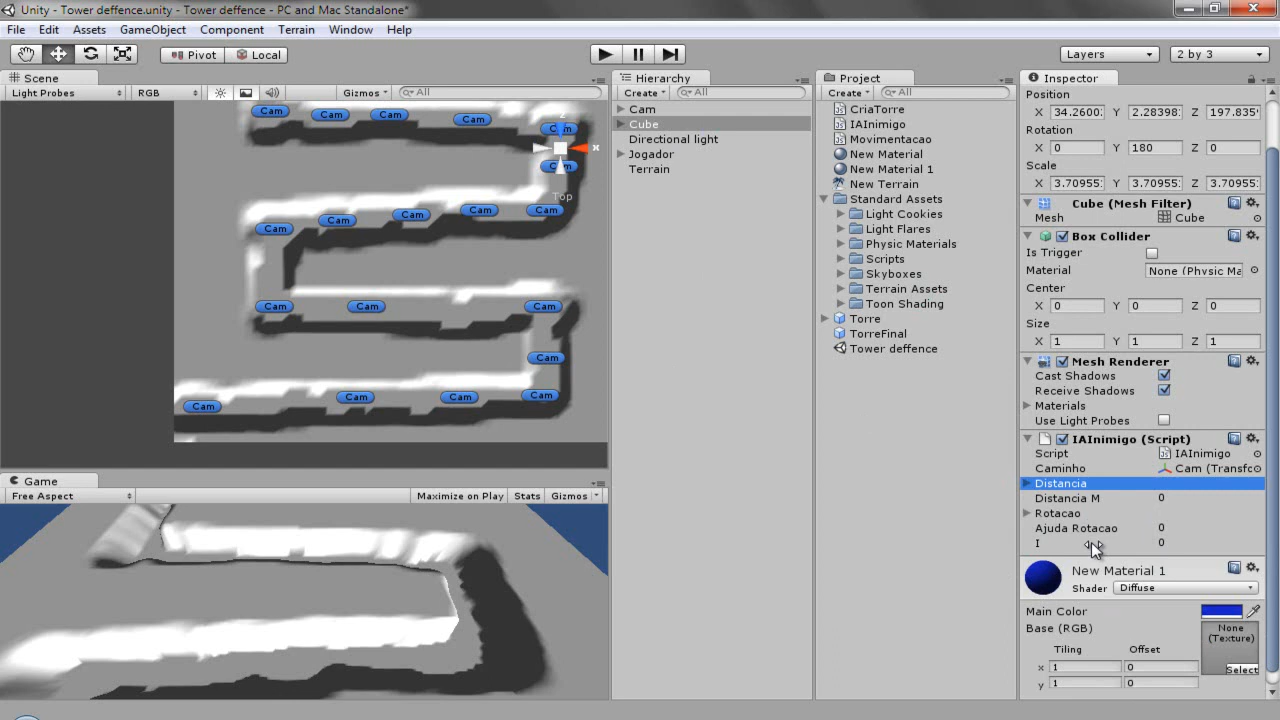 Unity - Tower deffence.unity - Tower deffence - PC and Mac Standalone*
File Edit Assets GameObject Component Terrain Window Help
Pivot Local Layers 2 by 3
Scene
Light Probes RGB Gizmos All
Cam Cam Cam Cam Cam
Cam
Top
Cam Cam Cam Cam Cam
Cam Cam Cam
Cam
Cam Cam Cam Cam
Game
Free Aspect Maximize on Play Stats Gizmos
Hierarchy
Create All
Cam
Cube
Directional light
Jogador
Terrain
Project
Create All
CriaTorre
IAInimigo
Movimentacao
New Material
New Material 1
New Terrain
Standard Assets
Light Cookies
Light Flares
Physic Materials
Scripts
Skyboxes
Terrain Assets
Toon Shading
Torre
TorreFinal
Tower deffence
Inspector
Position
X 34.2600 Y 2.28398 Z 197.835
Rotation
X 0 Y 180 Z 0
Scale
X 3.7095 Y 3.7095 Z 3.7095
Cube (Mesh Filter)
Mesh Cube
Box Collider
Is Trigger
Material None (Physic Ma
Center
X 0 Y 0 Z 0
Size
X 1 Y 1 Z 1
Mesh Renderer
Cast Shadows
Receive Shadows
Materials
Use Light Probes
IAInimigo (Script)
Script IAInimigo
Caminho Cam (Transfo
Distancia
Distancia M 0
Rotacao
Ajuda Rotacao 0
I 0
New Material 1
Shader Diffuse
Main Color
Base (RGB)
None
(Texture)
Tiling Offset
x 1 0
y 1 0
Select